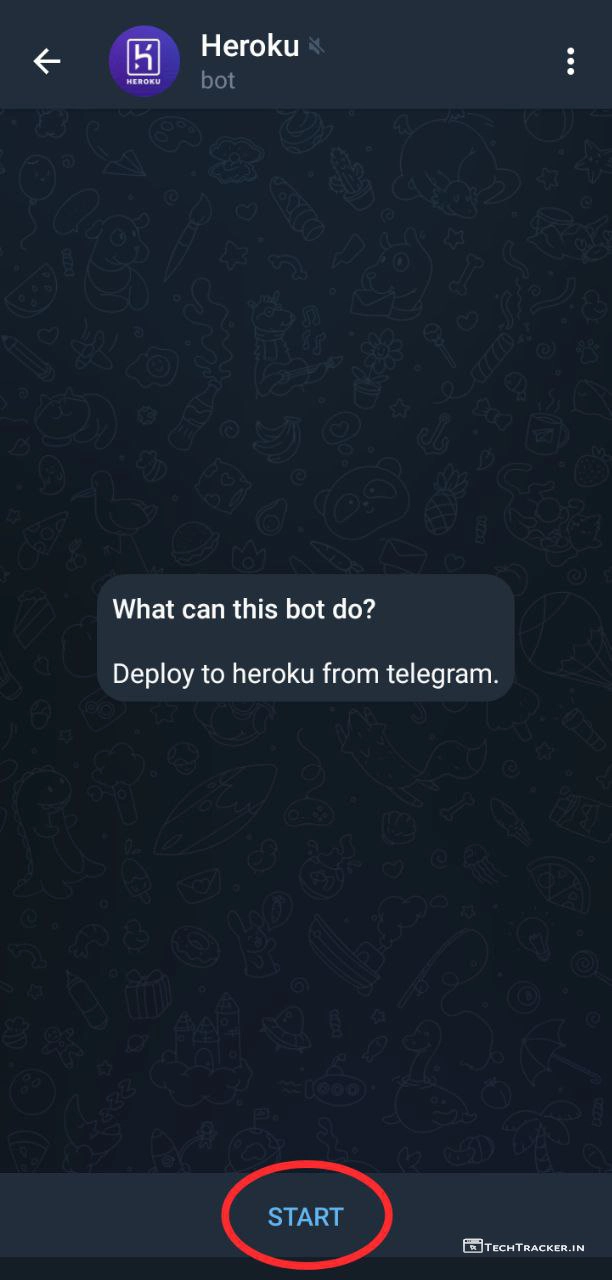 HEROKU
Heroku
bot
What can this bot do?
Deploy to heroku from telegram.
START
TECHTRACKER.IN